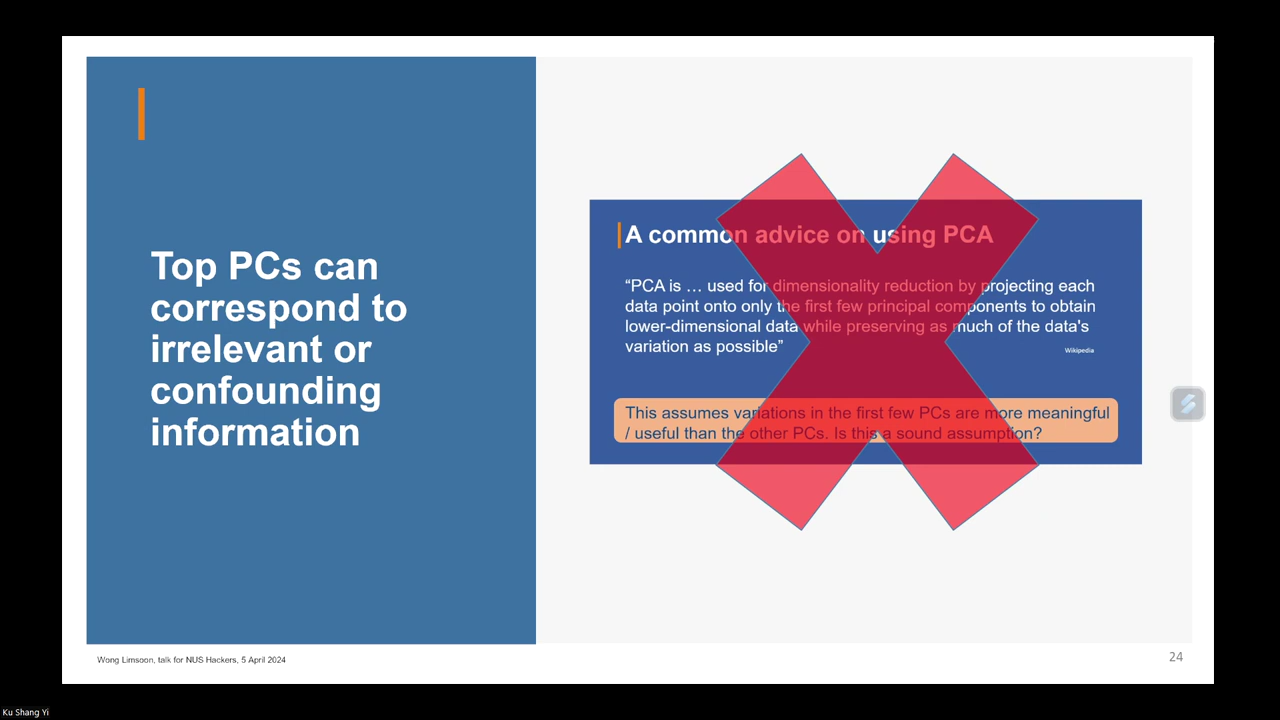 Top PCs can
correspond to
irrelevant or
confounding
information
A common advice on using PCA
“PCA is … used for dimensionality reduction by projecting each
data point onto only the first few principal components to obtain
lower-dimensional data while preserving as much of the data's
variation as possible”
Wikipedia
This assumes variations in the first few PCs are more meaningful
/ useful than the other PCs. Is this a sound assumption?
Wong Limsoon, talk for NUS Hackers, 5 April 2024
24
Ku Shang Yi